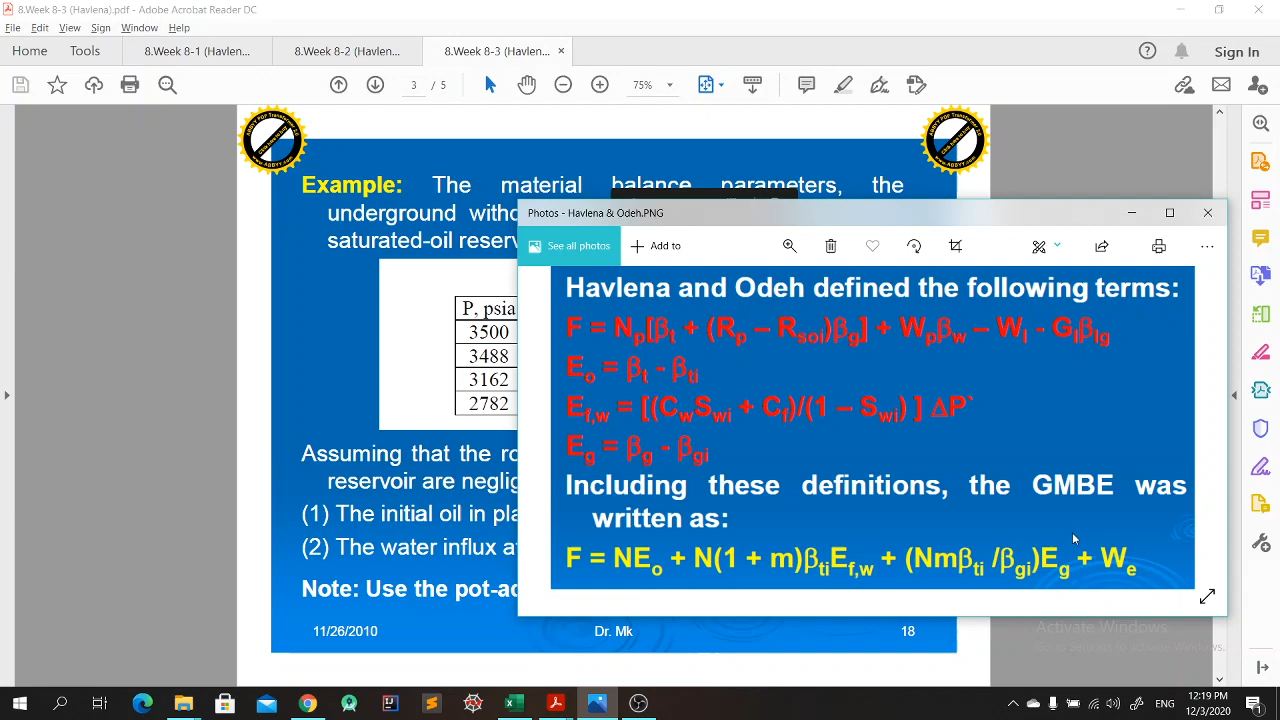 8.Week 8-3 (Havlena).pdf - Adobe Acrobat Reader DC
File Edit View Sign Window Help
Home Tools 8.Week 8-1 (Havlen... 8.Week 8-2 (Havlen... 8.Week 8-3 (Havlen... × Sign In
3 / 5 75%
Example: The material balance parameters, the
underground witho
saturated-oil reser
P, psia
3500
3488
3162
2782
Assuming that the ro
reservoir are neglig
(1) The initial oil in pla
(2) The water influx a
Note: Use the pot-a
11/26/2010 Dr. Mk 18
Photos - Havlena & Odeh.PNG
See all photos + Add to
Havlena and Odeh defined the following terms:
F = Np[βt + (Rp – Rsoi)βg] + Wpβw – WI - GIβIg
Eo = βt - βti
Ef,w = [(CwSwi + Cf)/(1 – Swi) ] ΔP`
Eg = βg - βgi
Including these definitions, the GMBE was
written as:
F = NEo + N(1 + m)βtiEf,w + (Nmβti /βgi)Eg + We
Activate Windows
12:19 PM
ENG
12/3/2020